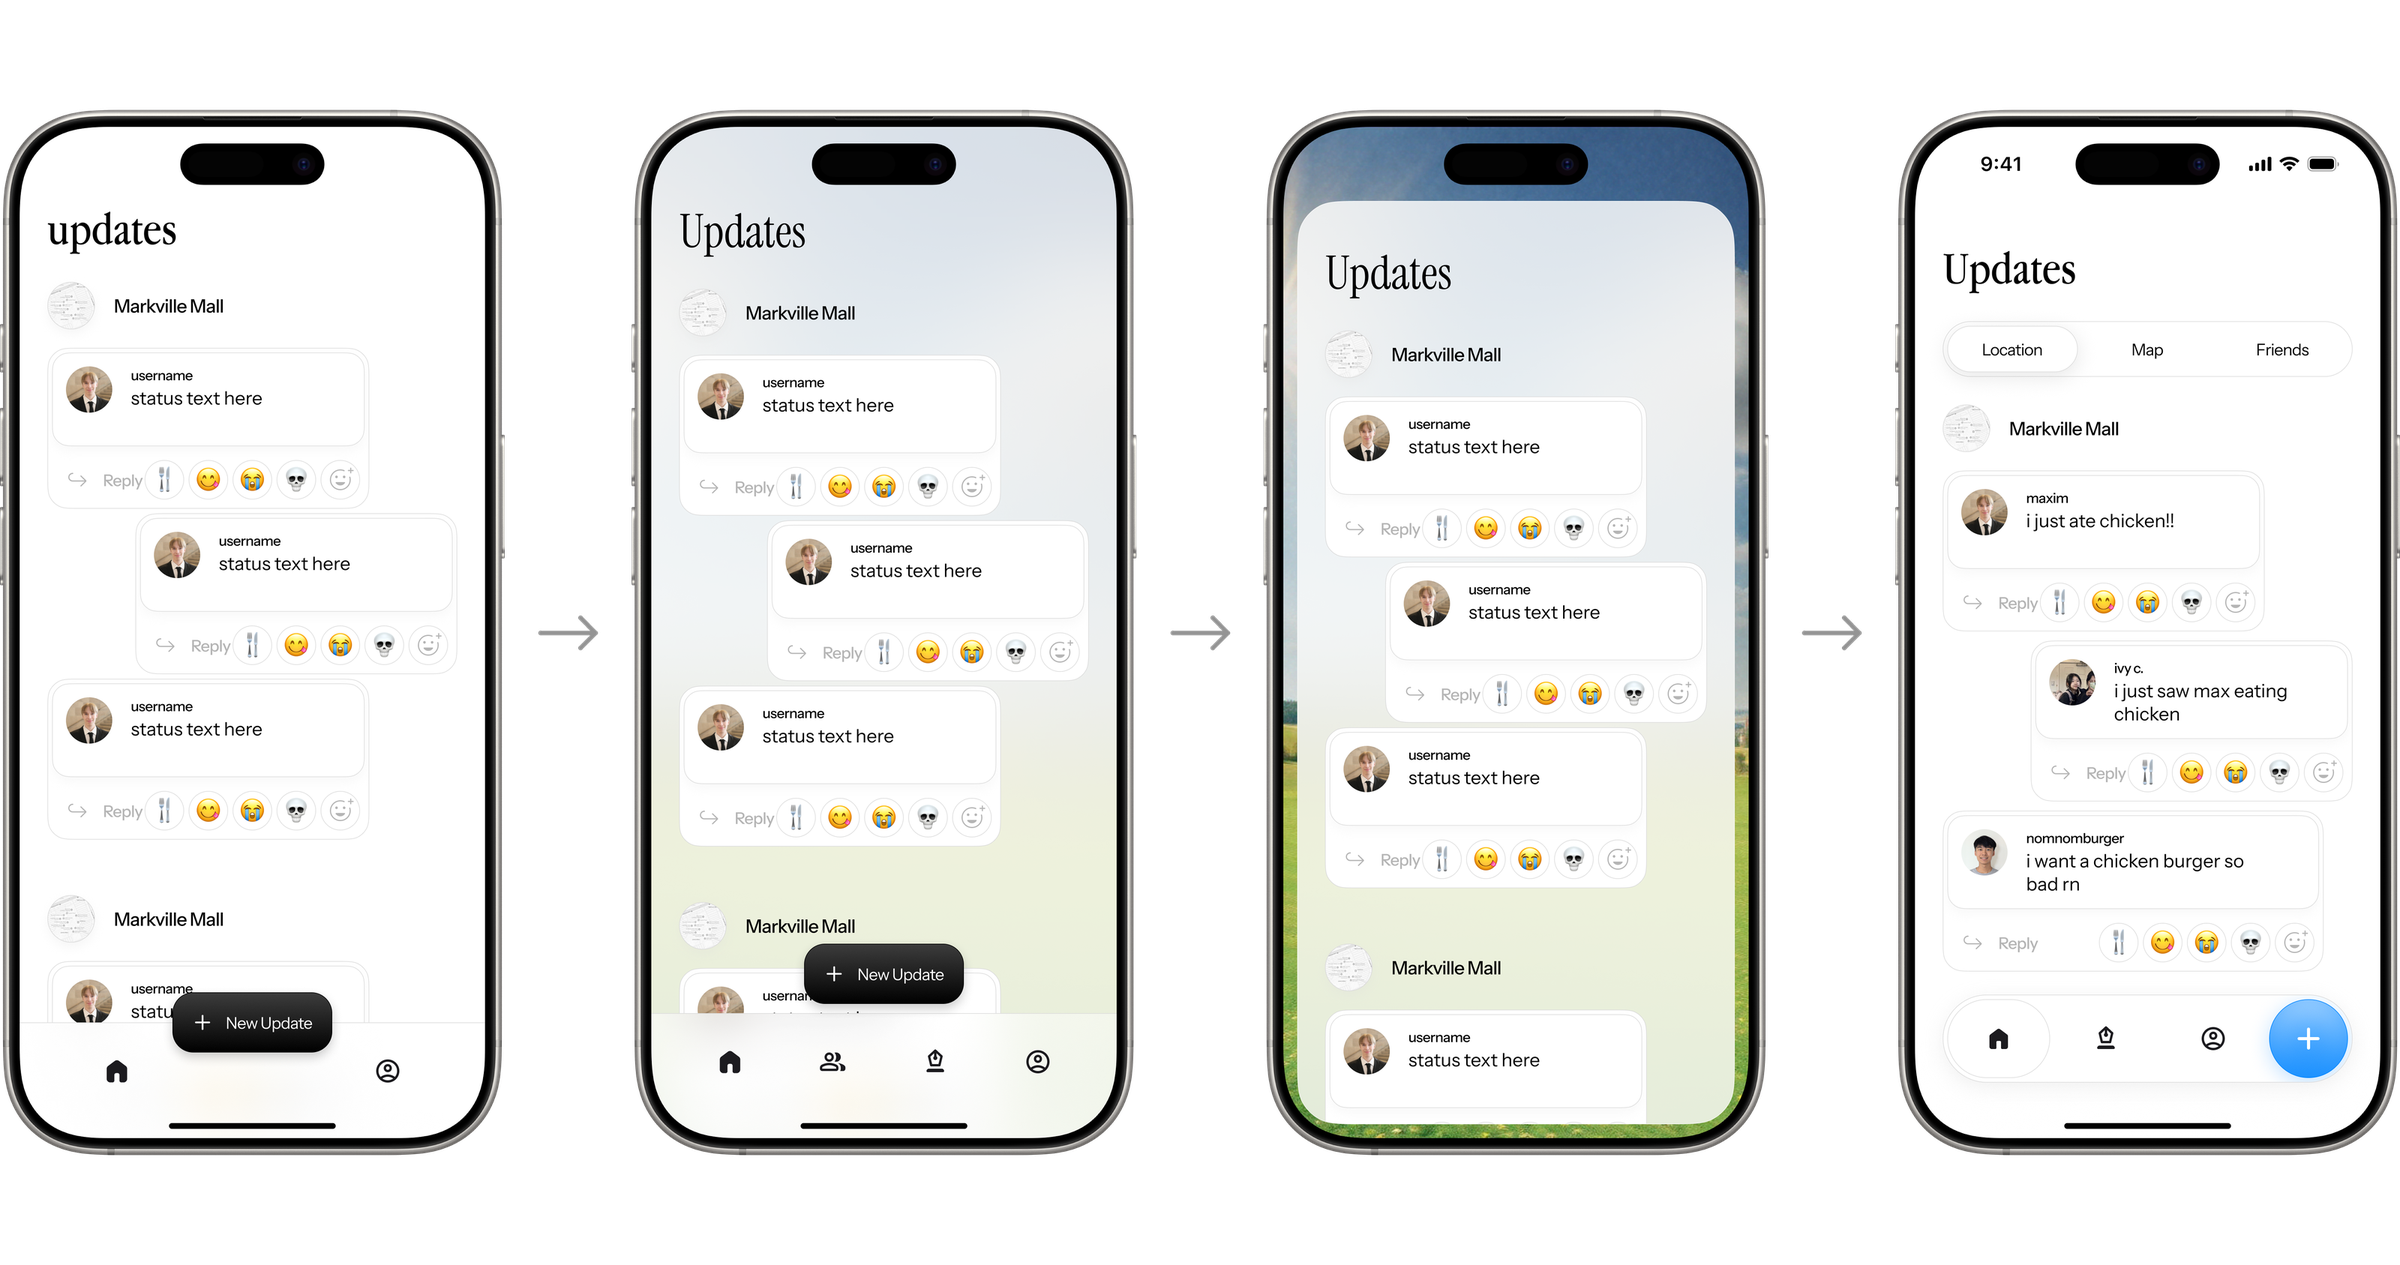 updates
Markville Mall
username
status text here
Reply
username
status text here
Reply
username
status text here
Reply
Markville Mall
username
statu
New Update
Updates
Markville Mall
username
status text here
Reply
username
status text here
Reply
username
status text here
Reply
Markville Mall
usernam
New Update
Updates
Markville Mall
username
status text here
Reply
username
status text here
Reply
username
status text here
Reply
Markville Mall
username
status text here
9:41
Updates
Location Map Friends
Markville Mall
maxim
i just ate chicken!!
Reply
ivy c.
i just saw max eating
chicken
Reply
nomnomburger
i want a chicken burger so
bad rn
Reply